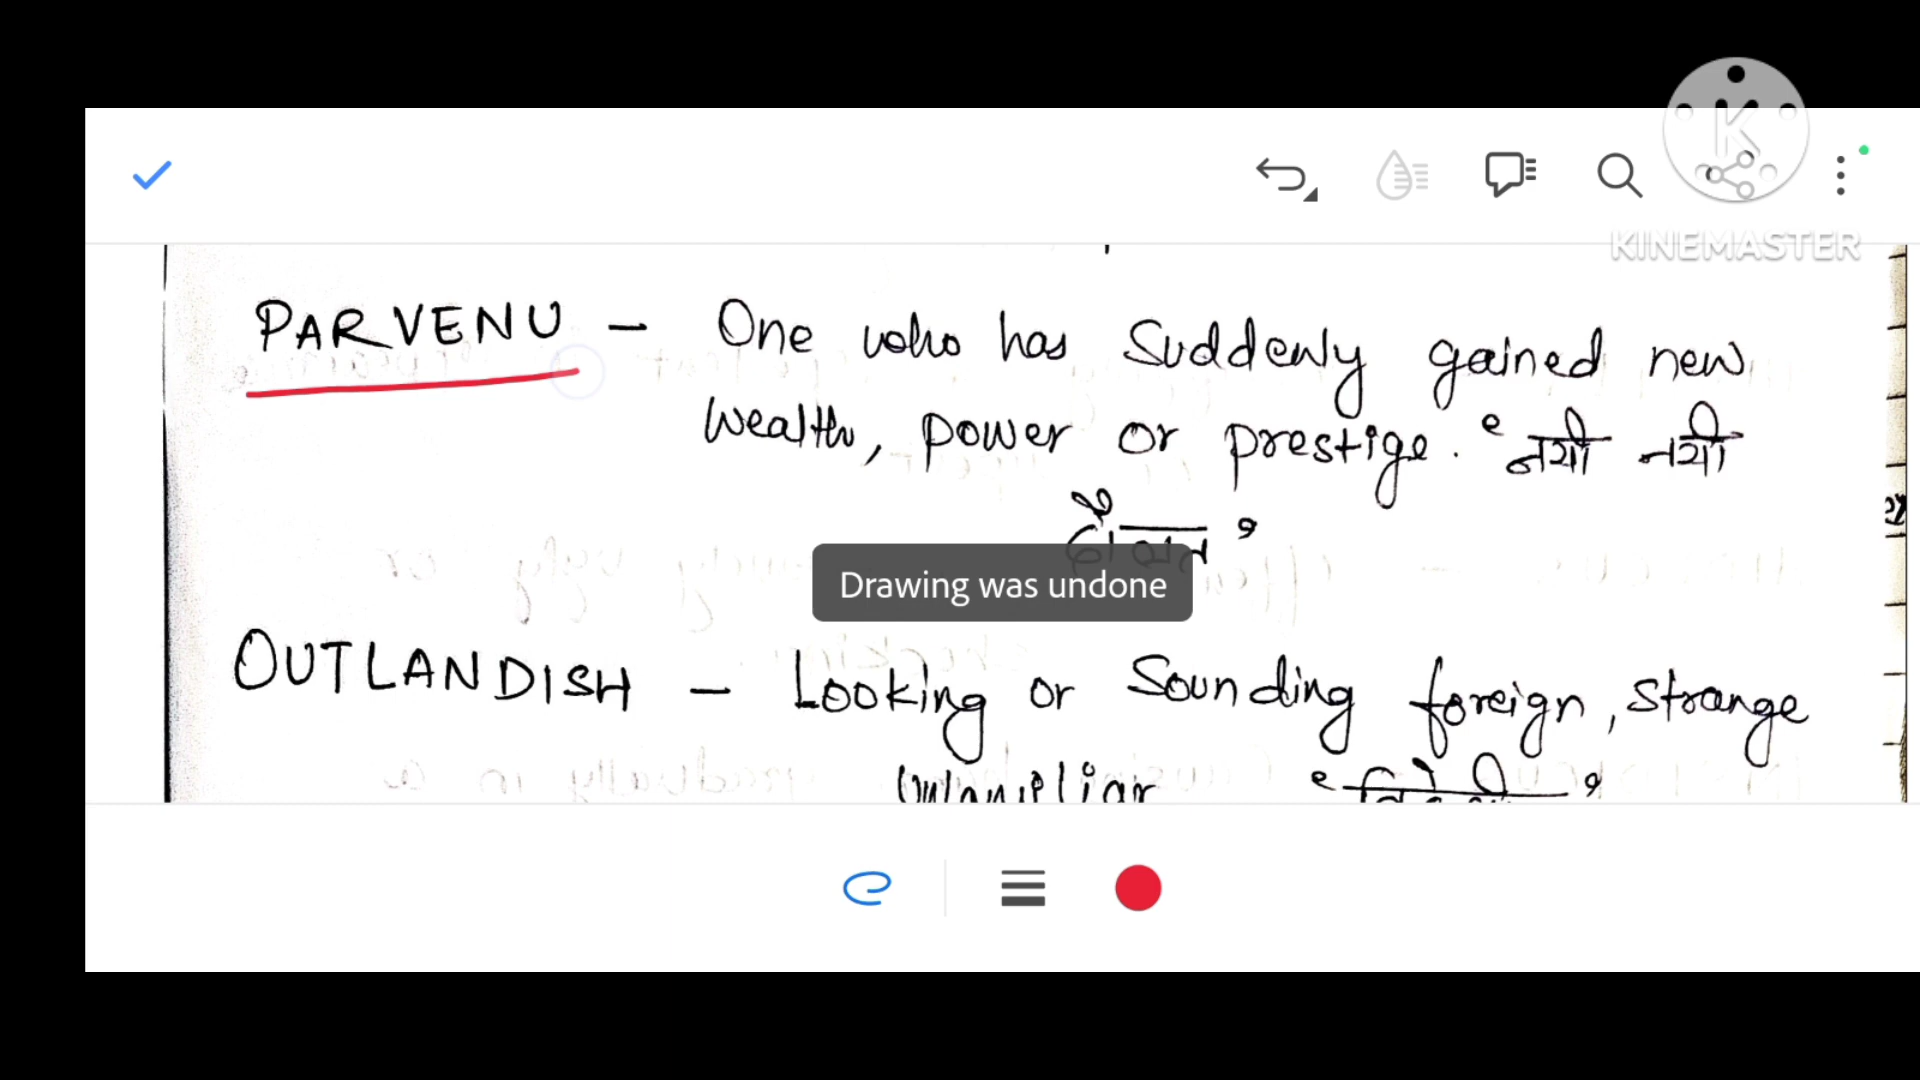 KINEMASTER
PARVENU - One who has Suddenly gained new
wealth, power or prestige. 'नयी नयी
Drawing was undone
OUTLANDISH - Looking or Sounding foreign, strange